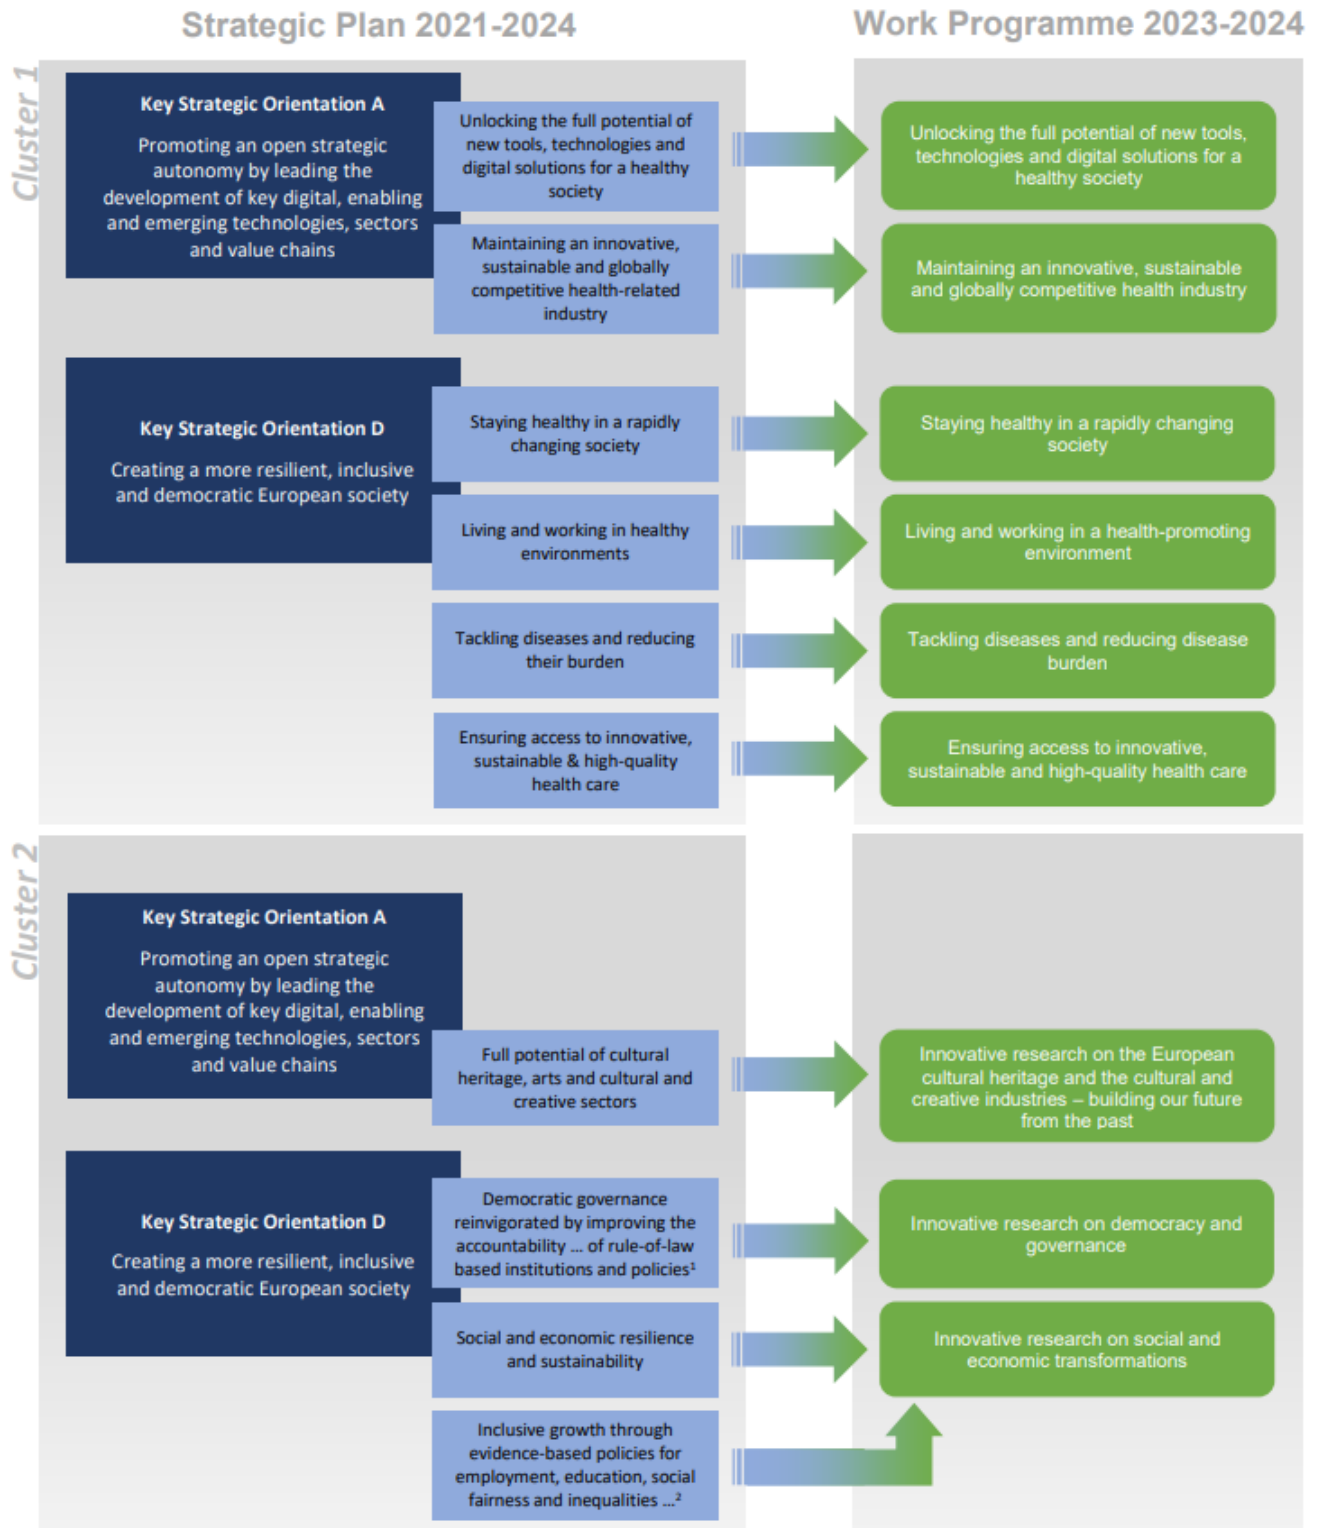 Strategic Plan 2021-2024
Work Programme 2023-2024
Cluster 1
Key Strategic Orientation A
Promoting an open strategic
autonomy by leading the
development of key digital, enabling
and emerging technologies, sectors
and value chains
Unlocking the full potential of
new tools, technologies and
digital solutions for a healthy
society
Unlocking the full potential of new tools,
technologies and digital solutions for a
healthy society
Maintaining an innovative,
sustainable and globally
competitive health-related
industry
Maintaining an innovative, sustainable
and globally competitive health industry
Key Strategic Orientation D
Creating a more resilient, inclusive
and democratic European society
Staying healthy in a rapidly
changing society
Staying healthy in a rapidly changing
society
Living and working in healthy
environments
Living and working in a health-promoting
environment
Tackling diseases and reducing
their burden
Tackling diseases and reducing disease
burden
Ensuring access to innovative,
sustainable & high-quality
health care
Ensuring access to innovative,
sustainable and high-quality health care
Cluster 2
Key Strategic Orientation A
Promoting an open strategic
autonomy by leading the
development of key digital, enabling
and emerging technologies, sectors
and value chains
Full potential of cultural
heritage, arts and cultural and
creative sectors
Innovative research on the European
cultural heritage and the cultural and
creative industries – building our future
from the past
Key Strategic Orientation D
Creating a more resilient, inclusive
and democratic European society
Democratic governance
reinvigorated by improving the
accountability ... of rule-of-law
based institutions and policies¹
Innovative research on democracy and
governance
Social and economic resilience
and sustainability
Innovative research on social and
economic transformations
Inclusive growth through
evidence-based policies for
employment, education, social
fairness and inequalities ...²